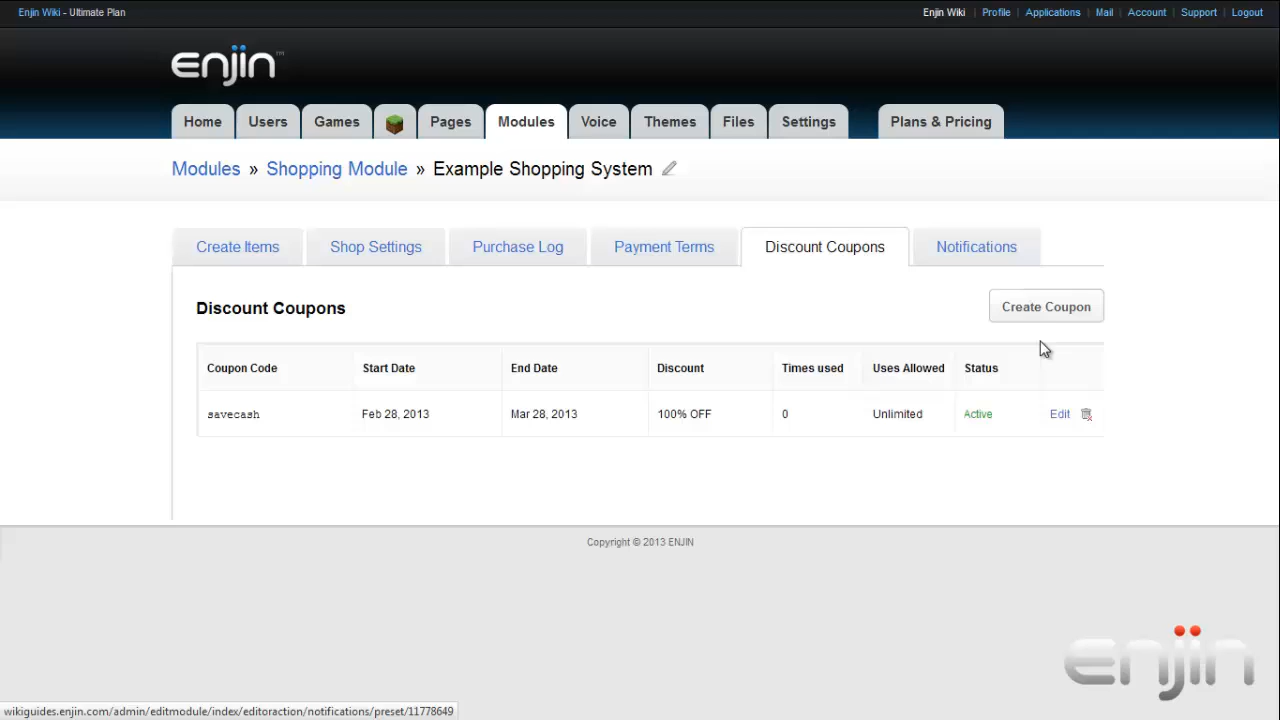 Enjin Wiki - Ultimate Plan
Enjin Wiki | Profile | Applications | Mail | Account | Support | Logout
enjin™
Home Users Games Pages Modules Voice Themes Files Settings Plans & Pricing
Modules » Shopping Module » Example Shopping System
Create Items Shop Settings Purchase Log Payment Terms Discount Coupons Notifications
Discount Coupons Create Coupon
Coupon Code Start Date End Date Discount Times used Uses Allowed Status
savecash Feb 28, 2013 Mar 28, 2013 100% OFF 0 Unlimited Active Edit
Copyright © 2013 ENJIN
enjin
wikiguides.enjin.com/admin/editmodule/index/editoraction/notifications/preset/11778649